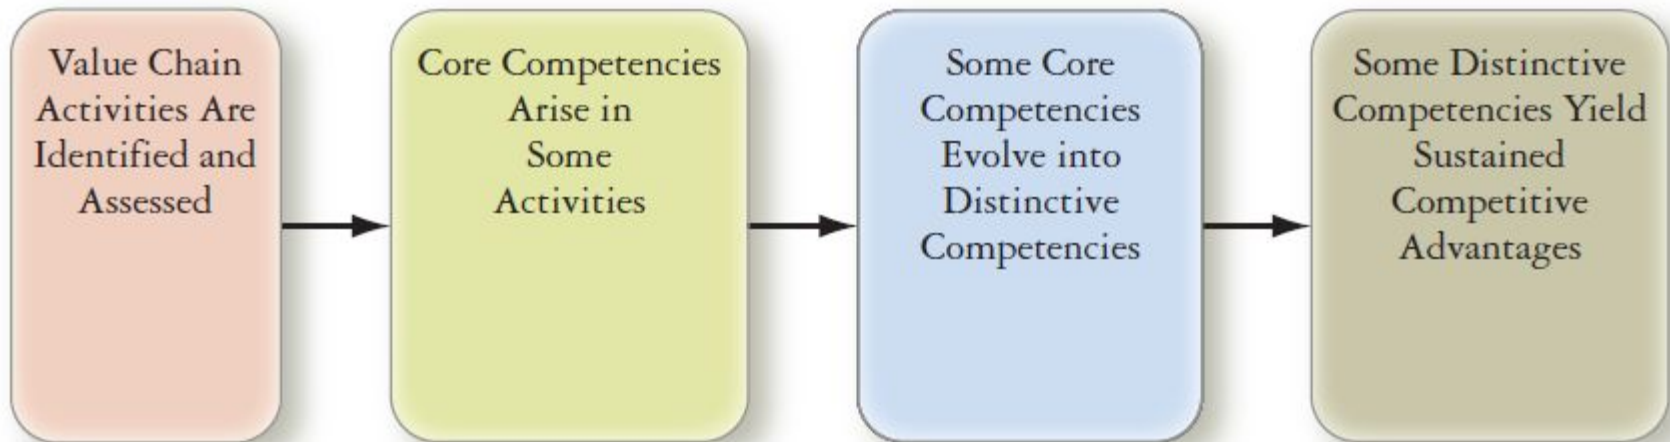 Value Chain
Activities Are
Identified and
Assessed
Core Competencies
Arise in
Some
Activities
Some Core
Competencies
Evolve into
Distinctive
Competencies
Some Distinctive
Competencies Yield
Sustained
Competitive
Advantages